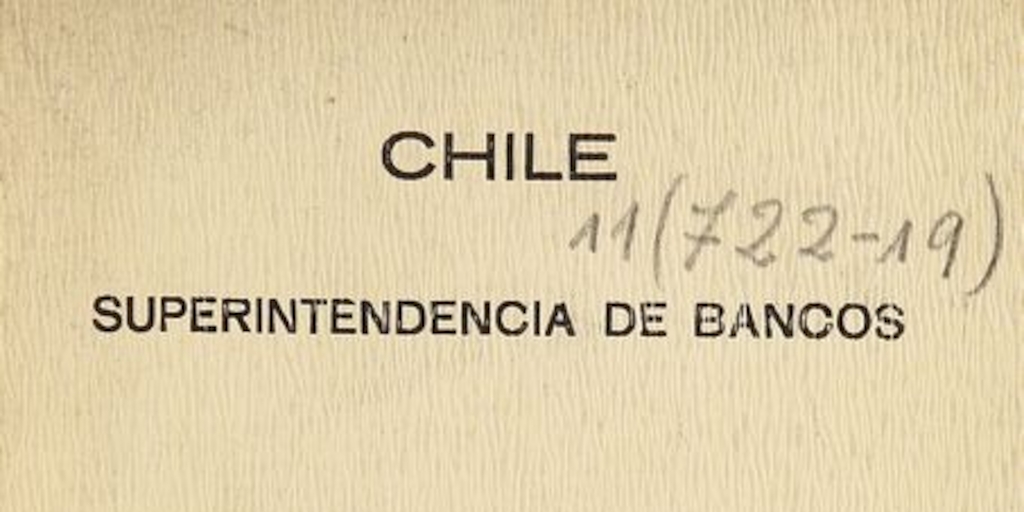 CHILE
11(722-19)
SUPERINTENDENCIA DE BANCOS